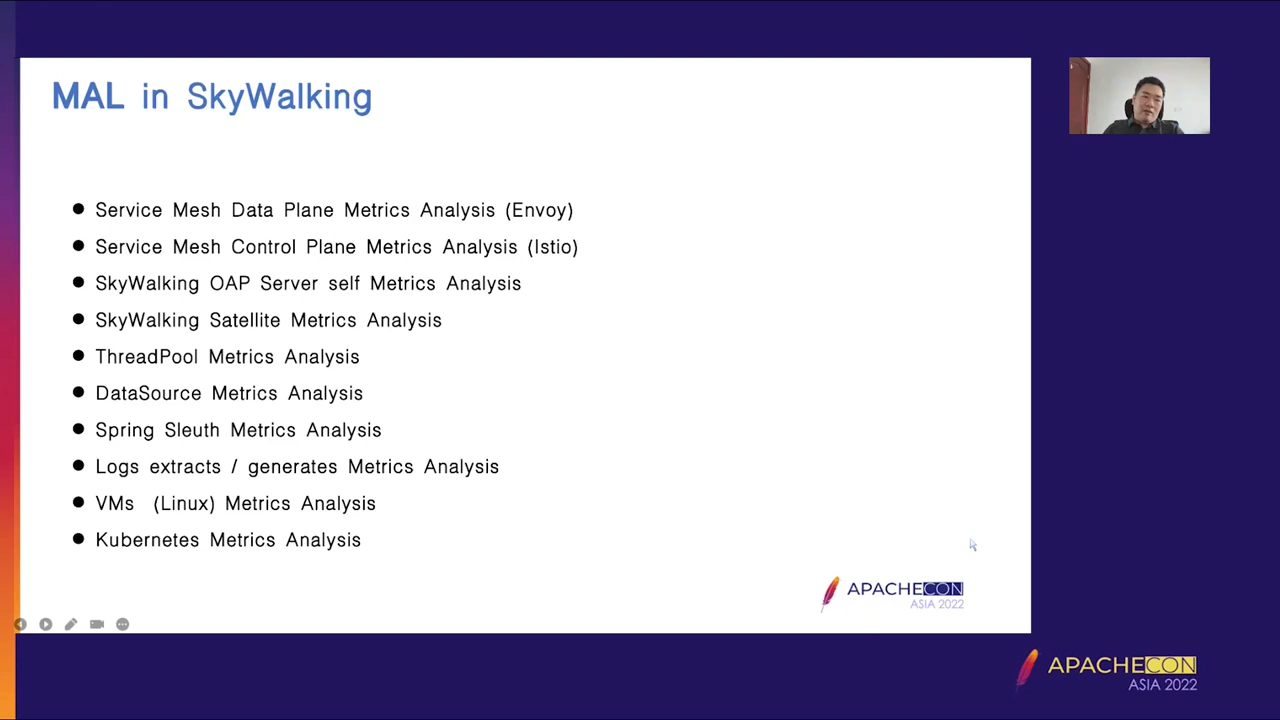 MAL in SkyWalking
Service Mesh Data Plane Metrics Analysis (Envoy)
Service Mesh Control Plane Metrics Analysis (Istio)
SkyWalking OAP Server self Metrics Analysis
SkyWalking Satellite Metrics Analysis
ThreadPool Metrics Analysis
DataSource Metrics Analysis
Spring Sleuth Metrics Analysis
Logs extracts / generates Metrics Analysis
VMs (Linux) Metrics Analysis
Kubernetes Metrics Analysis
APACHECON
ASIA 2022
APACHECON
ASIA 2022